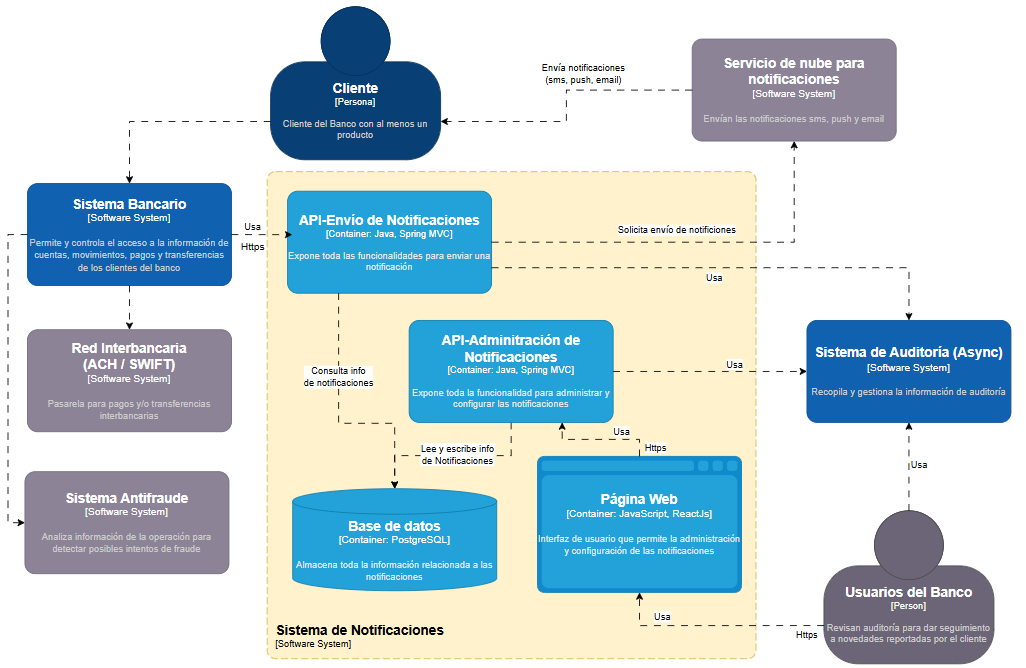 Cliente
[Persona]
Cliente del Banco con al menos un
producto
Envía notificaciones
(sms, push, email)
Servicio de nube para
notificaciones
[Software System]
Envían las notificaciones sms, push y email
Sistema Bancario
[Software System]
Permite y controla el acceso a la información de
cuentas, movimientos, pagos y transferencias
de los clientes del banco
Usa
Https
API-Envío de Notificaciones
[Container: Java, Spring MVC]
Expone toda las funcionalidades para enviar una
notificación
Solicita envío de notificiones
Usa
Red Interbancaria
(ACH / SWIFT)
[Software System]
Pasarela para pagos y/o transferencias
interbancarias
Consulta info
de notificaciones
API-Adminitración de
Notificaciones
[Container: Java, Spring MVC]
Expone toda la funcionalidad para administrar y
configurar las notificaciones
Usa
Sistema de Auditoría (Async)
[Software System]
Recopila y gestiona la información de auditoría
Lee y escribe info
de Notificaciones
Usa
Https
Usa
Sistema Antifraude
[Software System]
Analiza información de la operación para
detectar posibles intentos de fraude
Base de datos
[Container: PostgreSQL]
Almacena toda la información relacionada a las
notificaciones
Página Web
[Container: JavaScript, ReactJs]
Interfaz de usuario que permite la administración
y configuración de las notificaciones
Usuarios del Banco
[Person]
Revisan auditoría para dar seguimiento
a novedades reportadas por el cliente
Usa
Https
Sistema de Notificaciones
[Software System]